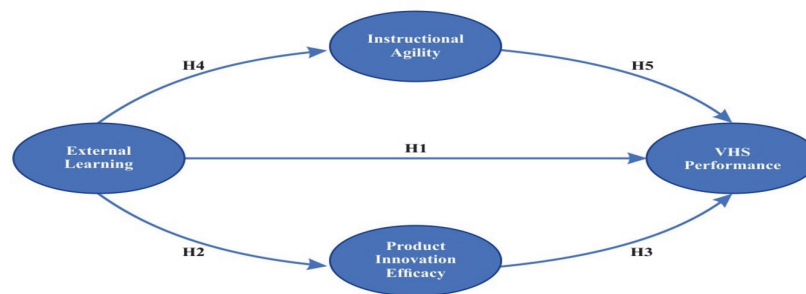 Instructional
Agility
H4
H5
External
Learning
H1
VHS
Performance
H2
H3
Product
Innovation
Efficacy